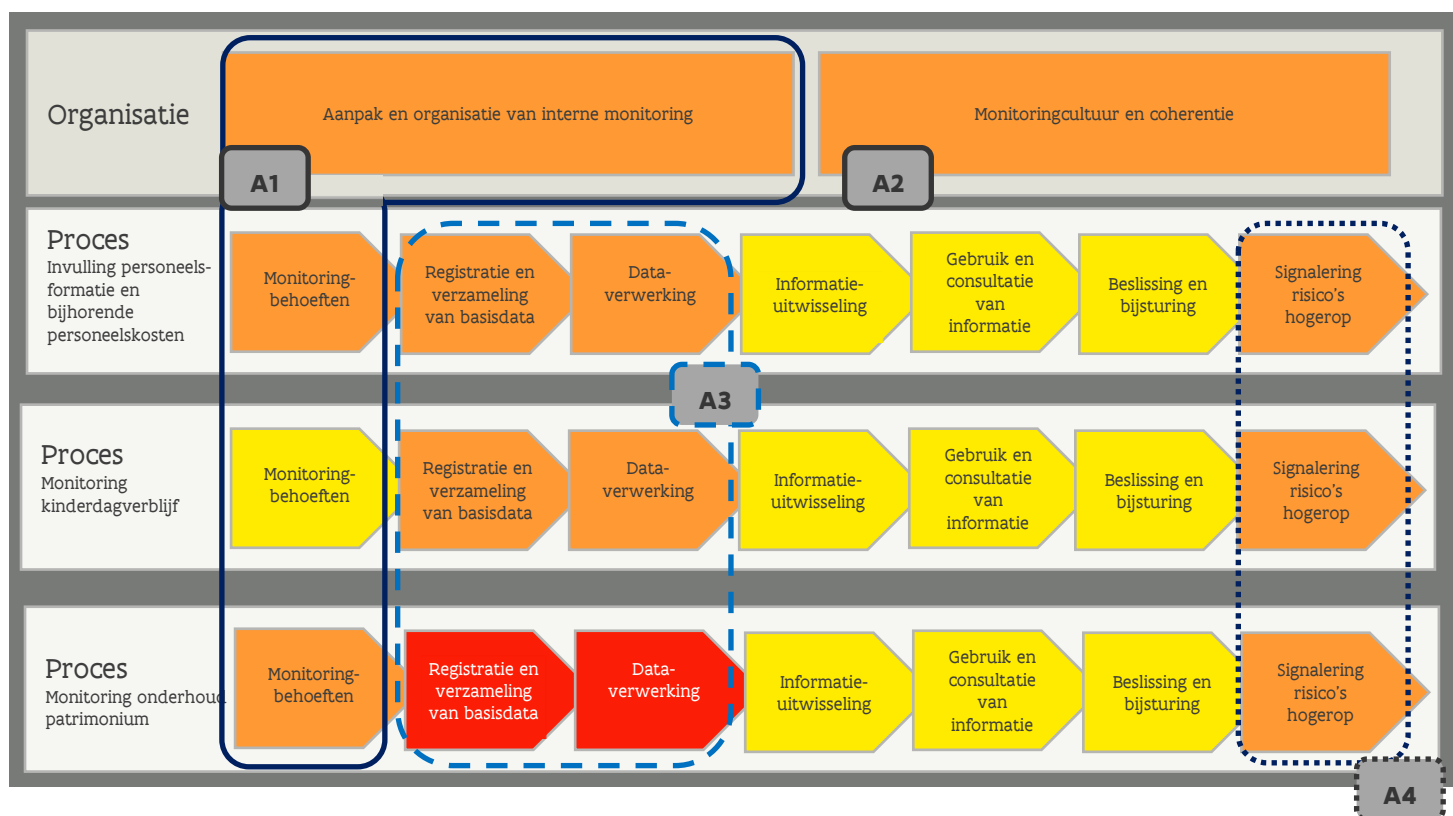 Organisatie
Aanpak en organisatie van interne monitoring
Monitoringcultuur en coherentie
A1
A2
Proces
Invulling personeels-
formatie en
bijhorende
personeelskosten
Monitoring-
behoeften
Registratie en
verzameling
van basisdata
Data-
verwerking
Informatie-
uitwisseling
Gebruik en
consultatie
van
informatie
Beslissing en
bijsturing
Signalering
risico's
hogerop
A3
Proces
Monitoring
kinderdagverblijf
Monitoring-
behoeften
Registratie en
verzameling
van basisdata
Data-
verwerking
Informatie-
uitwisseling
Gebruik en
consultatie
van
informatie
Beslissing en
bijsturing
Signalering
risico's
hogerop
Proces
Monitoring onderhoud
patrimonium
Monitoring-
behoeften
Registratie en
verzameling
van basisdata
Data-
verwerking
Informatie-
uitwisseling
Gebruik en
consultatie
van
informatie
Beslissing en
bijsturing
Signalering
risico's
hogerop
A4